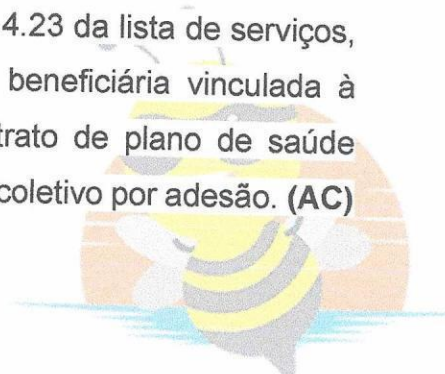 4.23 da lista de serviços,
beneficiária vinculada à
trato de plano de saúde
coletivo por adesão. (AC)